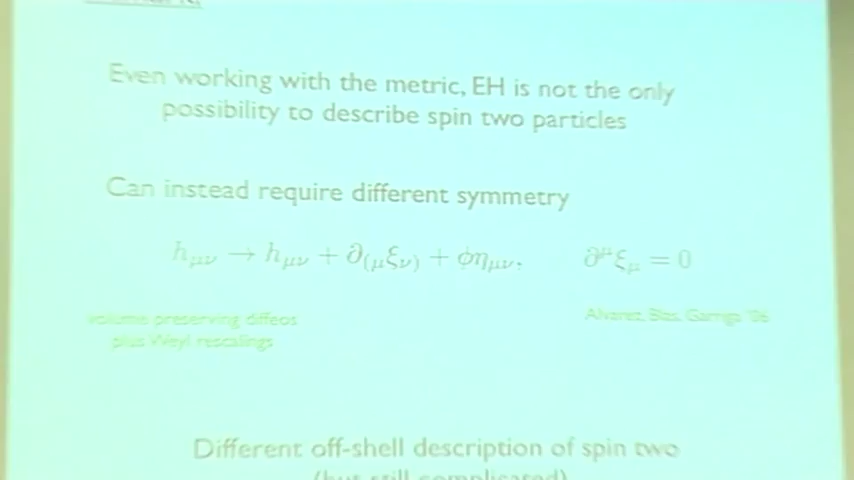 Even working with the metric, EH is not the only
possibility to describe spin two particles
Can instead require different symmetry
h_{μν} → h_{μν} + ∂_{(μ}ξ_{ν)} + φη_{μν}, ∂^μ ξ_μ = 0
volume preserving diffeos
plus Weyl rescalings
Alvarez, Blas, Garriga '06
Different off-shell description of spin two
(but still complicated)